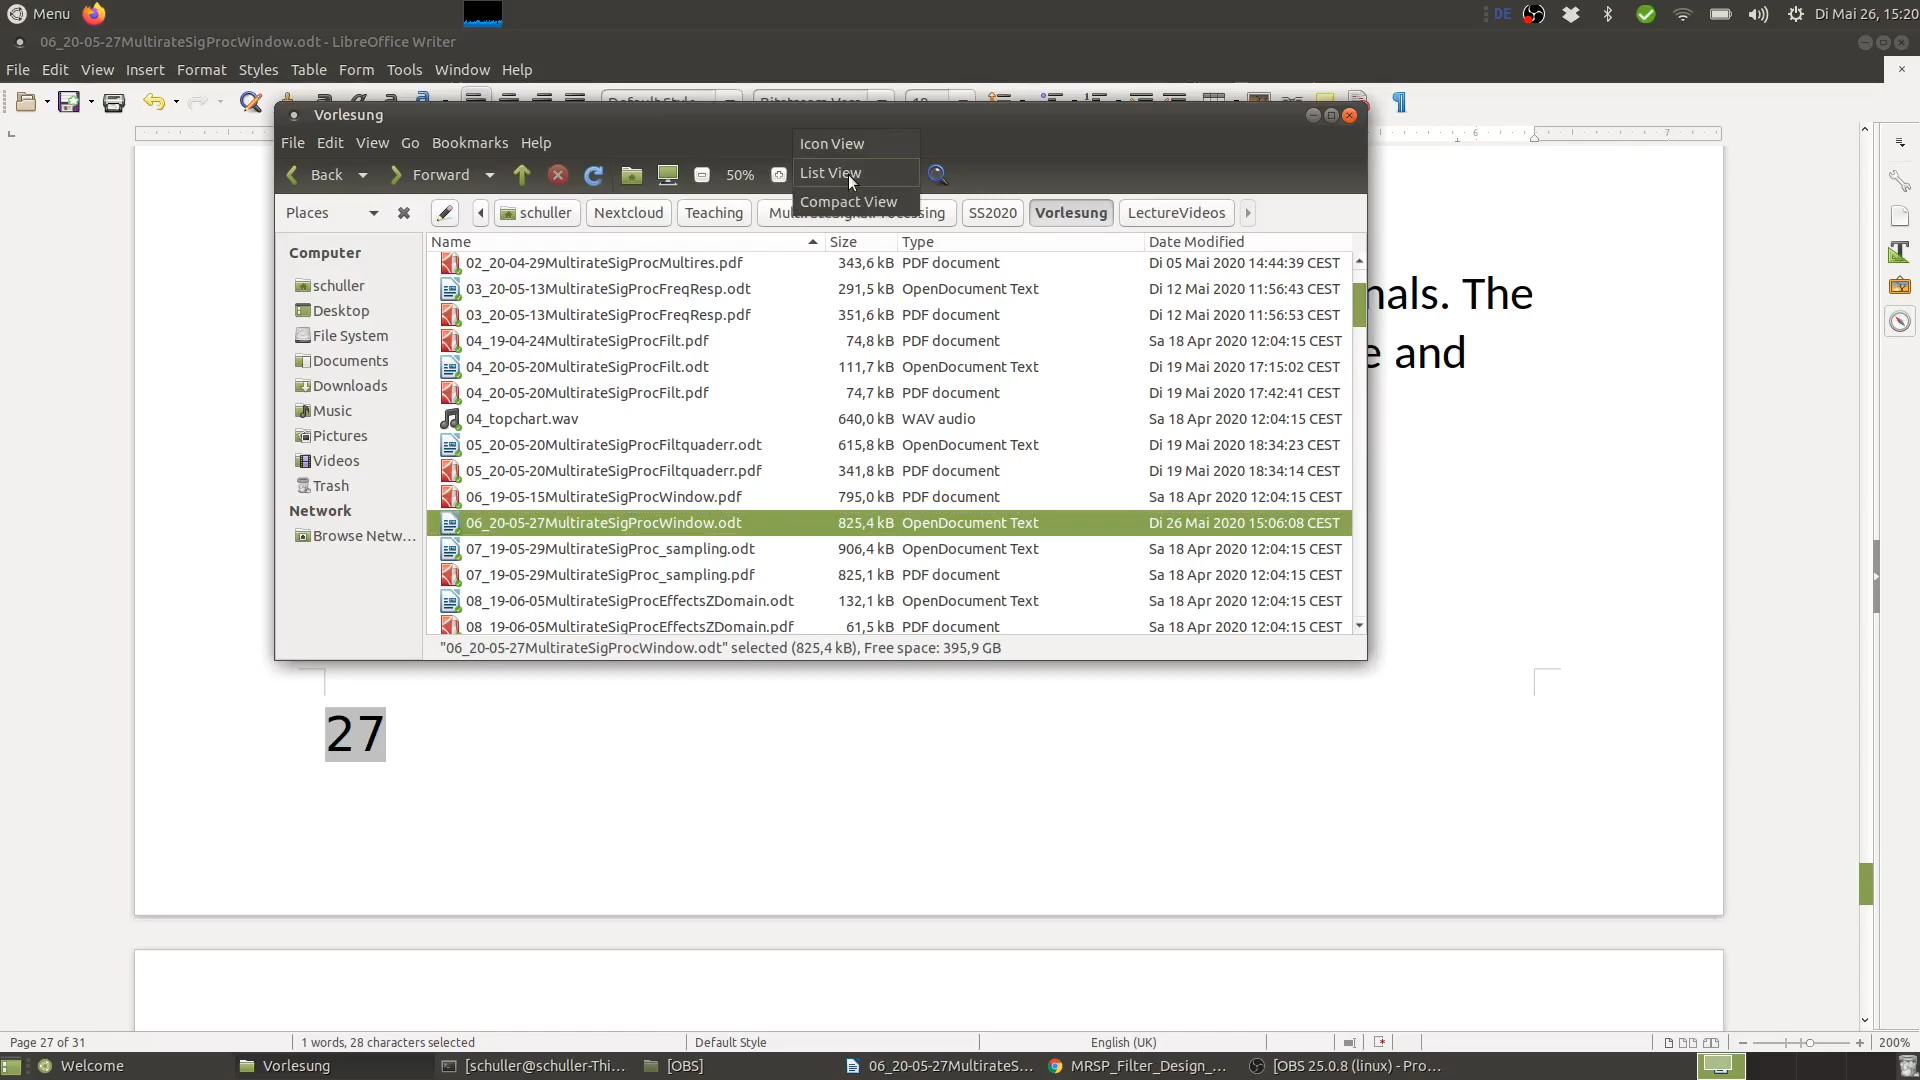 Menu
DE
Di Mai 26, 15:20
06_20-05-27MultirateSigProcWindow.odt - LibreOffice Writer
File Edit View Insert Format Styles Table Form Tools Window Help
Vorlesung
File Edit View Go Bookmarks Help
Icon View
List View
Compact View
Back Forward 50%
Places
schuller Nextcloud Teaching SS2020 Vorlesung LectureVideos
Name Size Type Date Modified
Computer
schuller
Desktop
File System
Documents
Downloads
Music
Pictures
Videos
Trash
Network
Browse Netw...
02_20-04-29MultirateSigProcMultires.pdf 343,6 kB PDF document Di 05 Mai 2020 14:44:39 CEST
03_20-05-13MultirateSigProcFreqResp.odt 291,5 kB OpenDocument Text Di 12 Mai 2020 11:56:43 CEST
03_20-05-13MultirateSigProcFreqResp.pdf 351,6 kB PDF document Di 12 Mai 2020 11:56:53 CEST
04_19-04-24MultirateSigProcFilt.pdf 74,8 kB PDF document Sa 18 Apr 2020 12:04:15 CEST
04_20-05-20MultirateSigProcFilt.odt 111,7 kB OpenDocument Text Di 19 Mai 2020 17:15:02 CEST
04_20-05-20MultirateSigProcFilt.pdf 74,7 kB PDF document Di 19 Mai 2020 17:42:41 CEST
04_topchart.wav 640,0 kB WAV audio Sa 18 Apr 2020 12:04:15 CEST
05_20-05-20MultirateSigProcFiltquaderr.odt 615,8 kB OpenDocument Text Di 19 Mai 2020 18:34:23 CEST
05_20-05-20MultirateSigProcFiltquaderr.pdf 341,8 kB PDF document Di 19 Mai 2020 18:34:14 CEST
06_19-05-15MultirateSigProcWindow.pdf 795,0 kB PDF document Sa 18 Apr 2020 12:04:15 CEST
06_20-05-27MultirateSigProcWindow.odt 825,4 kB OpenDocument Text Di 26 Mai 2020 15:06:08 CEST
07_19-05-29MultirateSigProc_sampling.odt 906,4 kB OpenDocument Text Sa 18 Apr 2020 12:04:15 CEST
07_19-05-29MultirateSigProc_sampling.pdf 825,1 kB PDF document Sa 18 Apr 2020 12:04:15 CEST
08_19-06-05MultirateSigProcEffectsZDomain.odt 132,1 kB OpenDocument Text Sa 18 Apr 2020 12:04:15 CEST
08_19-06-05MultirateSigProcEffectsZDomain.pdf 61,5 kB PDF document Sa 18 Apr 2020 12:04:15 CEST
"06_20-05-27MultirateSigProcWindow.odt" selected (825,4 kB), Free space: 395,9 GB
6 7
nals. The
e and
27
Page 27 of 31 1 words, 28 characters selected Default Style English (UK) 200%
Welcome Vorlesung [schuller@schuller-Thi... [OBS] 06_20-05-27MultirateS... MRSP_Filter_Design_... [OBS 25.0.8 (linux) - Pro...